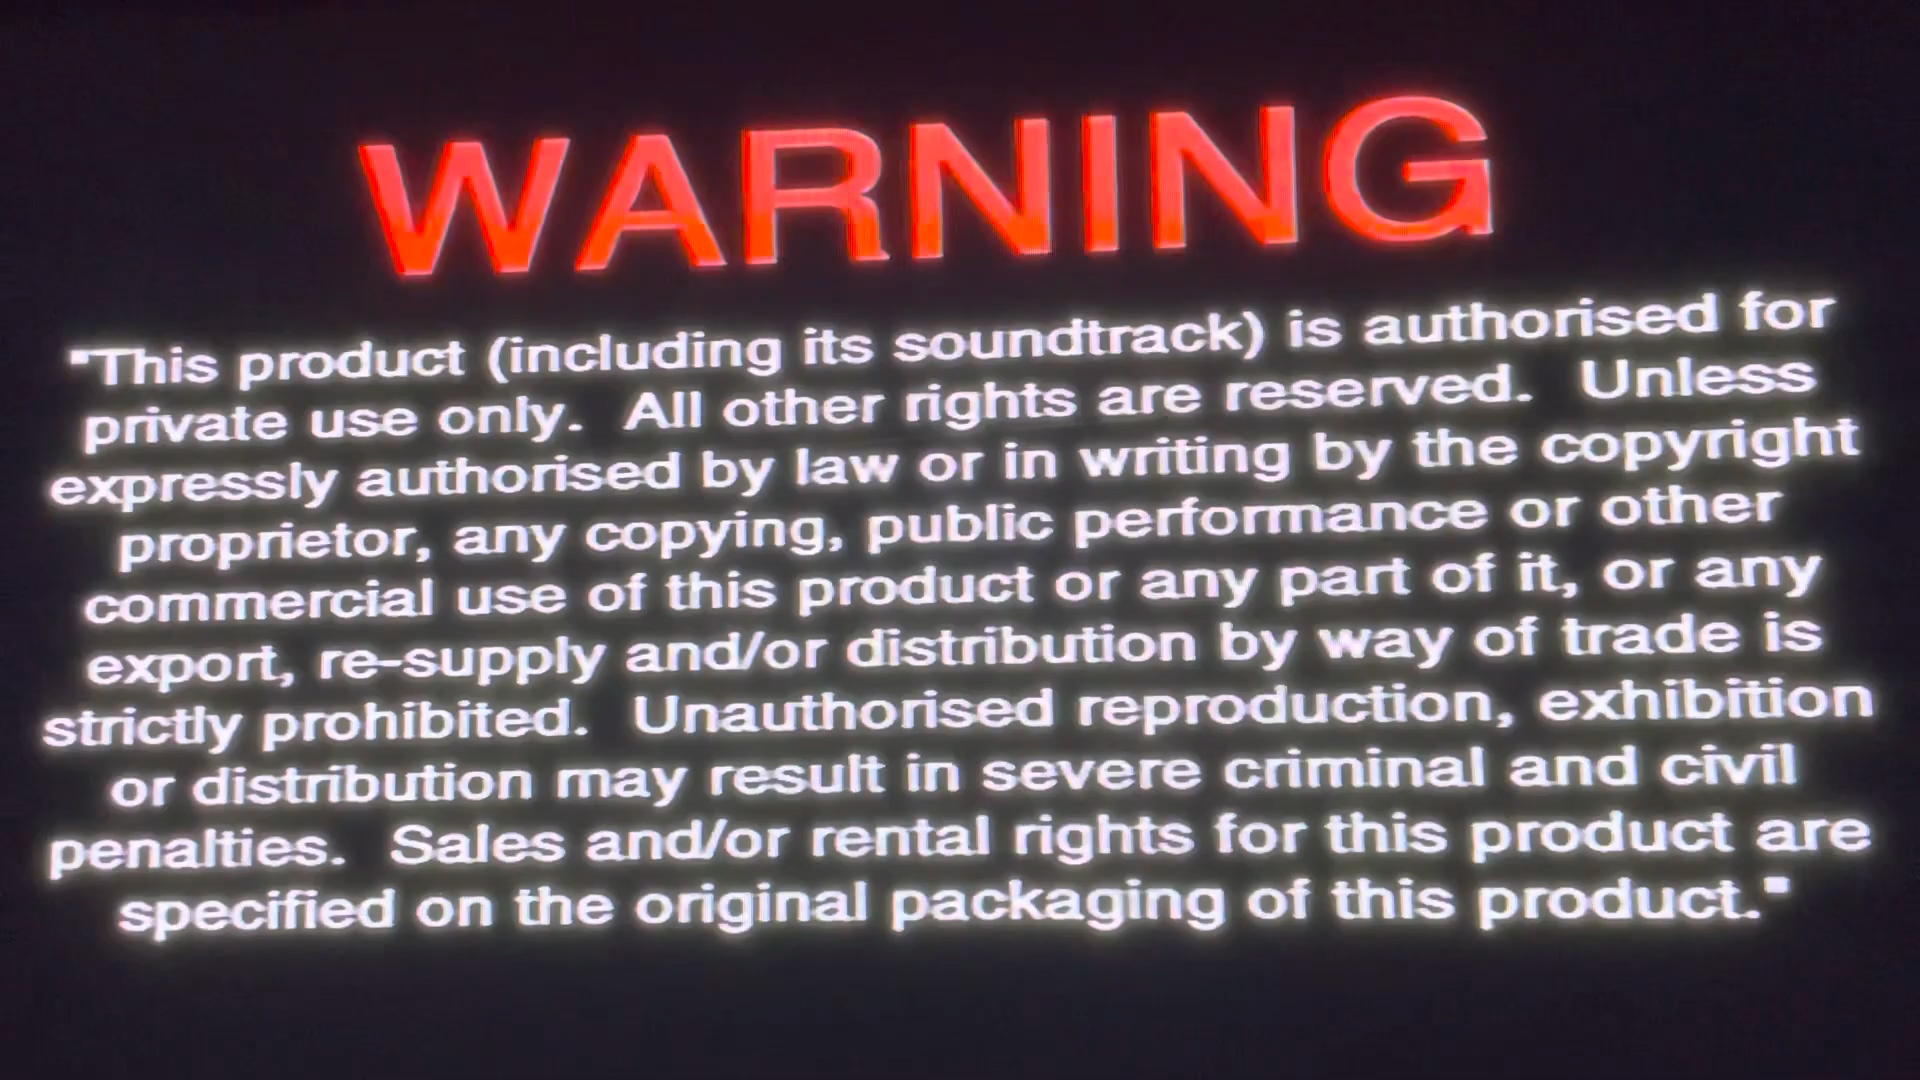 WARNING
"This product (including its soundtrack) is authorised for
private use only.  All other rights are reserved.  Unless
expressly authorised by law or in writing by the copyright
proprietor, any copying, public performance or other
commercial use of this product or any part of it, or any
export, re-supply and/or distribution by way of trade is
strictly prohibited.  Unauthorised reproduction, exhibition
or distribution may result in severe criminal and civil
penalties.  Sales and/or rental rights for this product are
specified on the original packaging of this product."